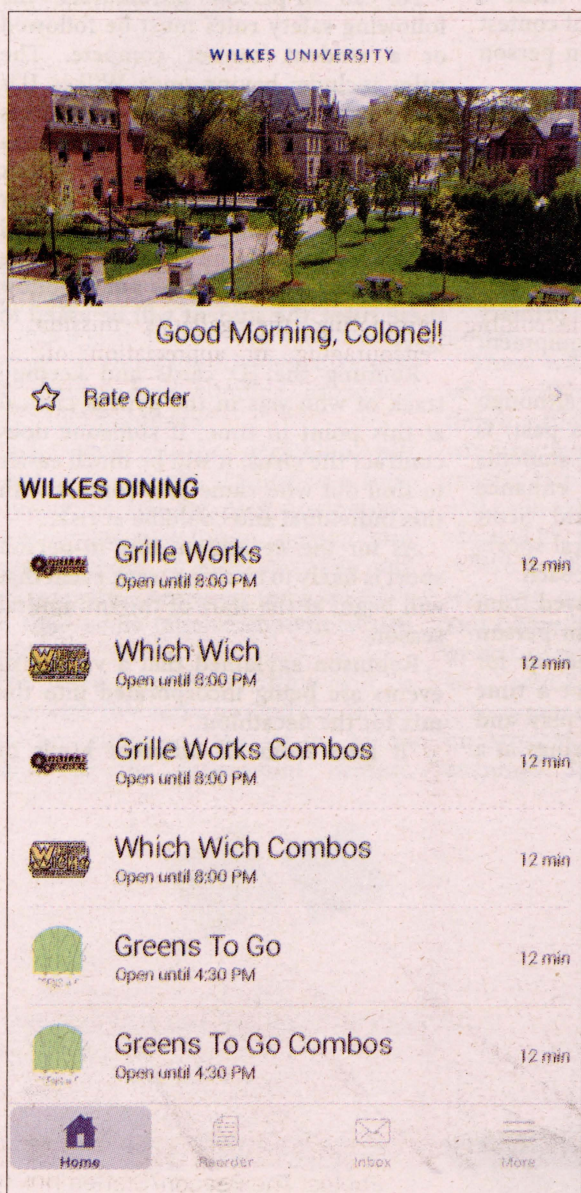 WILKES UNIVERSITY
Good Morning, Colonel!
Rate Order
WILKES DINING
Grille Works
Open until 8:00 PM
12 min
Which Wich
Open until 8:00 PM
12 min
Grille Works Combos
Open until 8:00 PM
12 min
Which Wich Combos
Open until 8:00 PM
12 min
Greens To Go
Open until 4:30 PM
12 min
Greens To Go Combos
Open until 4:30 PM
12 min
Home
Reorder
Inbox
More